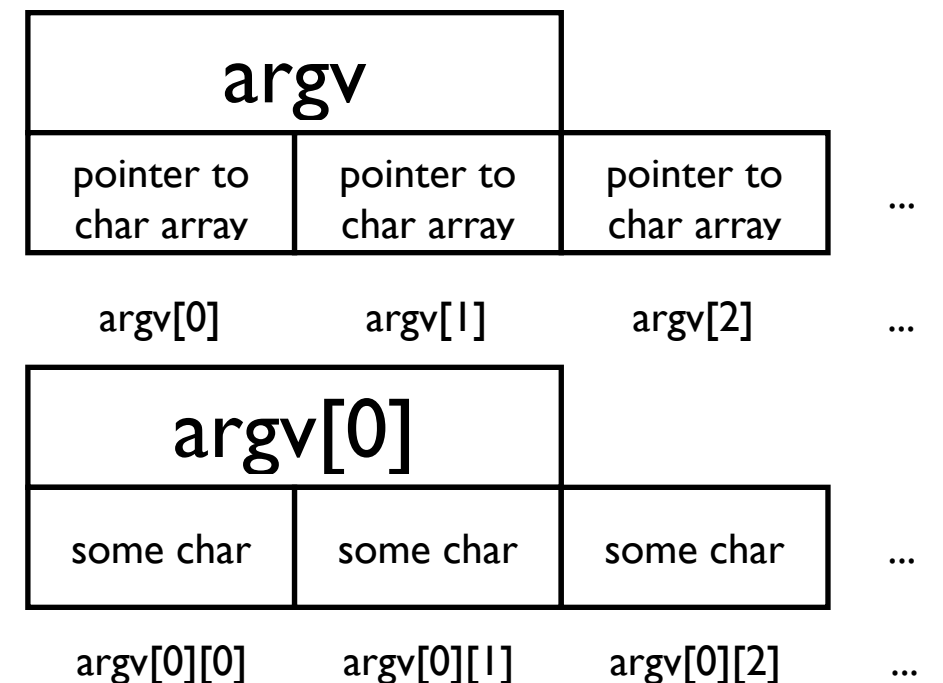 argv
pointer to pointer to pointer to
char array char array char array ...
argv[0] argv[1] argv[2] ...
argv[0]
some char some char some char ...
argv[0][0] argv[0][1] argv[0][2] ...